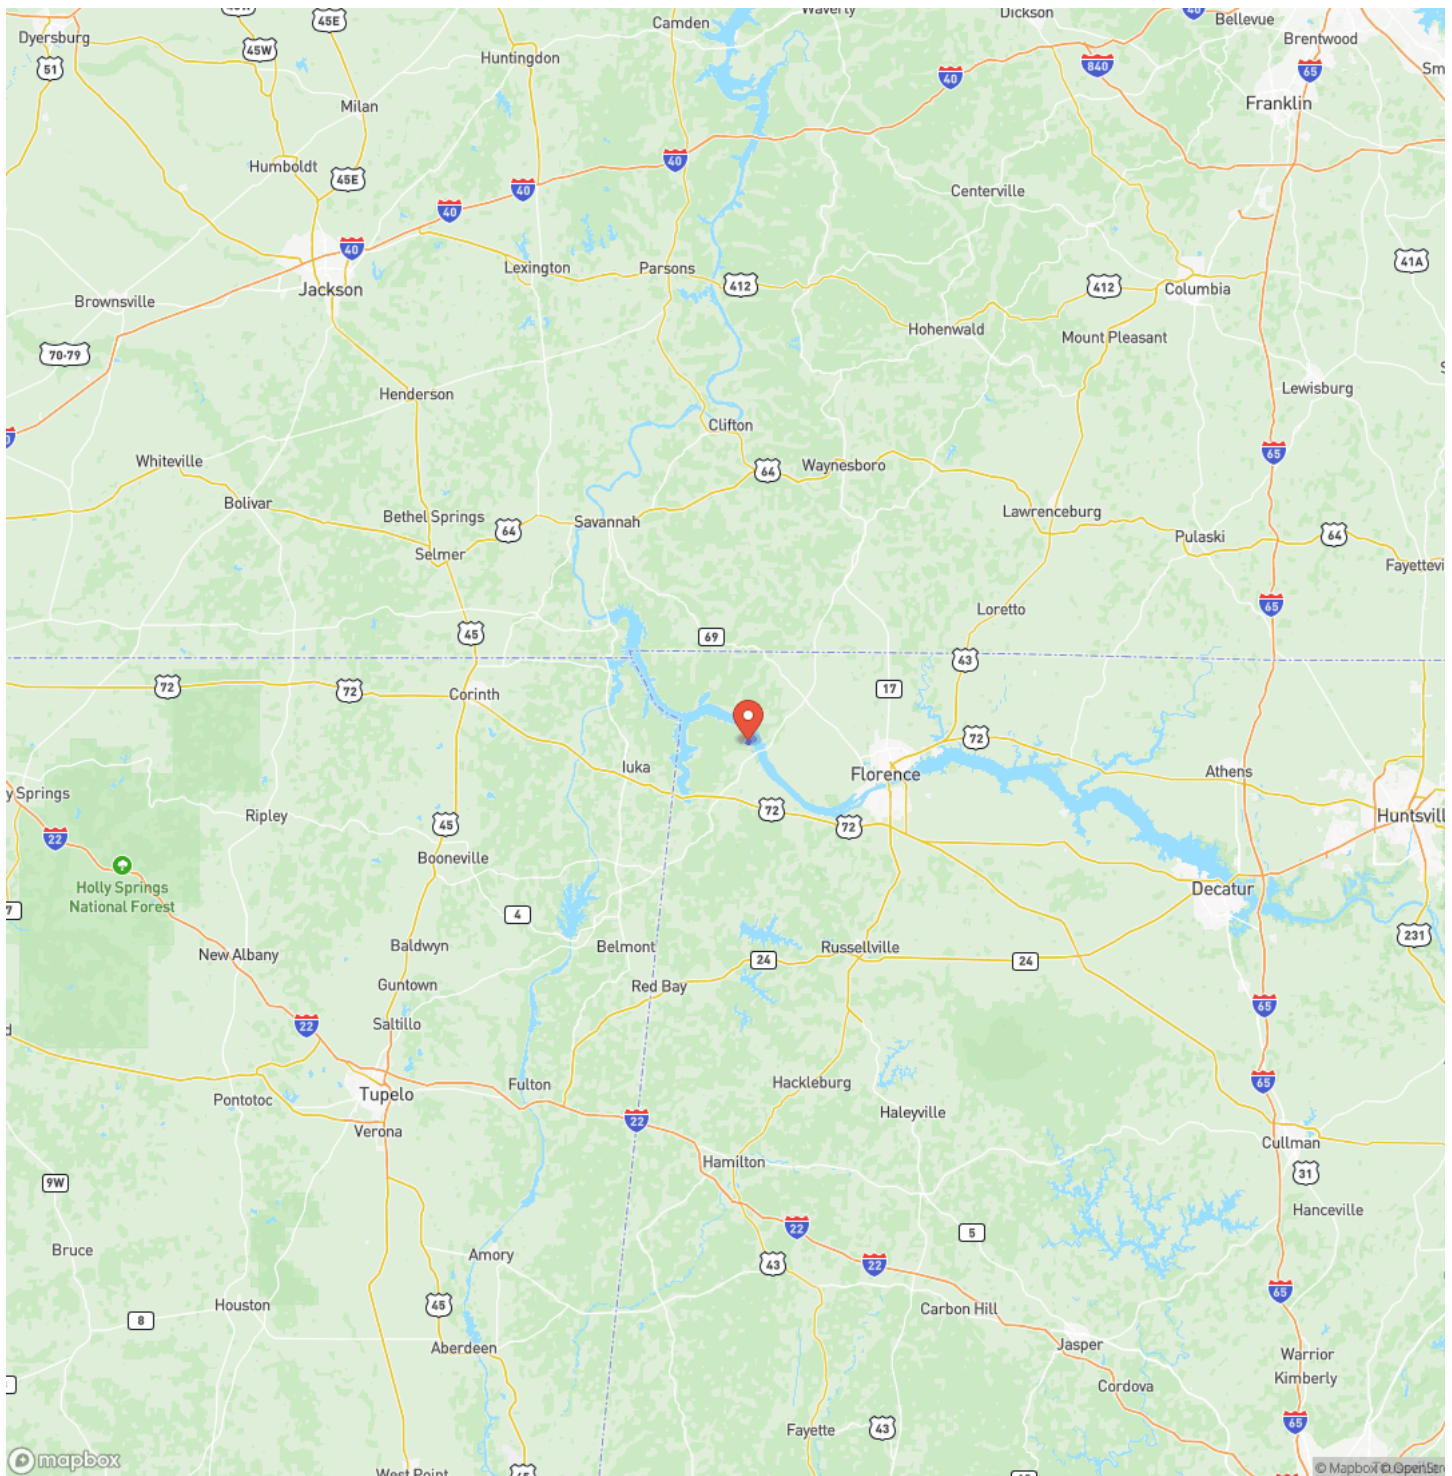 Camden
Waverly
Dickson
40
Bellevue
45E
45W
Dyersburg
51
Huntingdon
Brentwood
65
840
40
Franklin
Milan
Humboldt
45E
40
40
40
Centerville
40
Jackson
Lexington
Parsons
412
412
Columbia
41A
Brownsville
70-79
Hohenwald
Mount Pleasant
Henderson
Lewisburg
Clifton
65
Whiteville
64
Waynesboro
Bolivar
Bethel Springs
64
Savannah
Lawrenceburg
Selmer
Pulaski
64
65
Loretto
45
69
43
72
72
Corinth
17
72
Iuka
Florence
Athens
y Springs
22
Ripley
45
72
72
Huntsvill
Booneville
Holly Springs
National Forest
Decatur
7
4
231
New Albany
Baldwyn
Belmont
Russellville
24
24
Guntown
Red Bay
65
22
Saltillo
Tupelo
Fulton
Hackleburg
65
Pontotoc
Haleyville
Verona
22
Cullman
Hamilton
31
9W
Hanceville
22
5
Bruce
Amory
43
22
65
Houston
45
Carbon Hill
8
Aberdeen
Jasper
Warrior
Kimberly
Cordova
65
Fayette
43
mapbox
West Point
45
© Mapbox